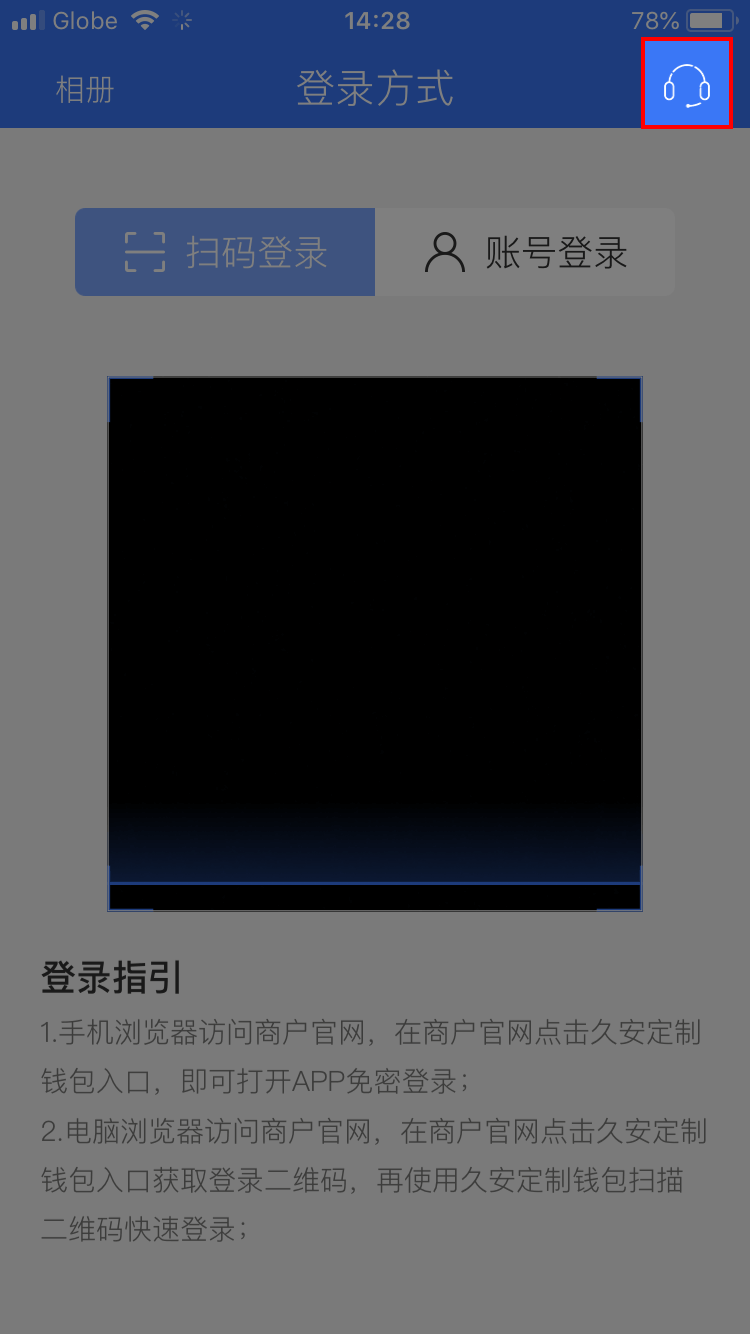 Globe 14:28 78%
相册 登录方式
扫码登录 账号登录
登录指引
1.手机浏览器访问商户官网，在商户官网点击久安定制
钱包入口，即可打开APP免密登录；
2.电脑浏览器访问商户官网，在商户官网点击久安定制
钱包入口获取登录二维码，再使用久安定制钱包扫描
二维码快速登录；